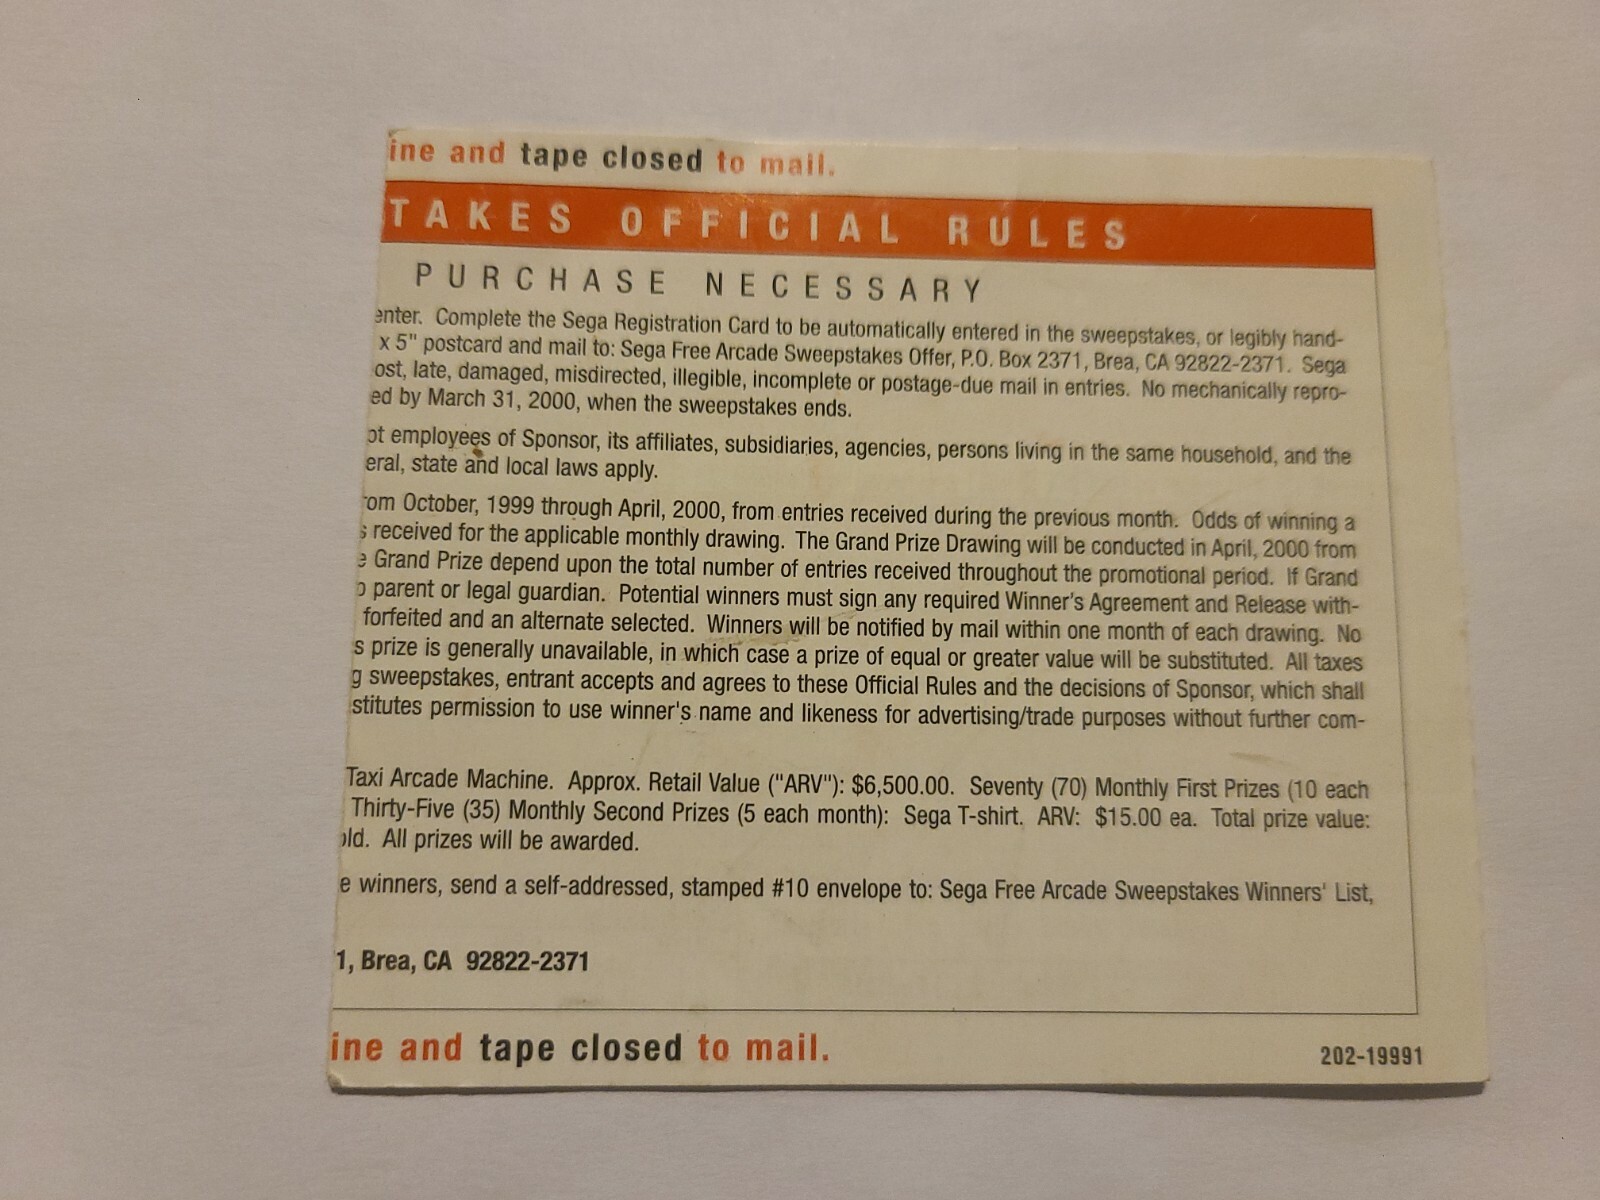 ine and tape closed to mail.
TAKES OFFICIAL RULES
PURCHASE NECESSARY
enter. Complete the Sega Registration Card to be automatically entered in the sweepstakes, or legibly hand-
x 5" postcard and mail to: Sega Free Arcade Sweepstakes Offer, P.O. Box 2371, Brea, CA 92822-2371. Sega
ost, late, damaged, misdirected, illegible, incomplete or postage-due mail in entries. No mechanically repro-
ed by March 31, 2000, when the sweepstakes ends.
pt employees of Sponsor, its affiliates, subsidiaries, agencies, persons living in the same household, and the
eral, state and local laws apply.
rom October, 1999 through April, 2000, from entries received during the previous month. Odds of winning a
s received for the applicable monthly drawing. The Grand Prize Drawing will be conducted in April, 2000 from
e Grand Prize depend upon the total number of entries received throughout the promotional period. If Grand
o parent or legal guardian. Potential winners must sign any required Winner's Agreement and Release with-
forfeited and an alternate selected. Winners will be notified by mail within one month of each drawing. No
s prize is generally unavailable, in which case a prize of equal or greater value will be substituted. All taxes
g sweepstakes, entrant accepts and agrees to these Official Rules and the decisions of Sponsor, which shall
stitutes permission to use winner's name and likeness for advertising/trade purposes without further com-
Taxi Arcade Machine. Approx. Retail Value ("ARV"): $6,500.00. Seventy (70) Monthly First Prizes (10 each
Thirty-Five (35) Monthly Second Prizes (5 each month): Sega T-shirt. ARV: $15.00 ea. Total prize value:
old. All prizes will be awarded.
e winners, send a self-addressed, stamped #10 envelope to: Sega Free Arcade Sweepstakes Winners' List,
1, Brea, CA 92822-2371
ine and tape closed to mail.
202-19991